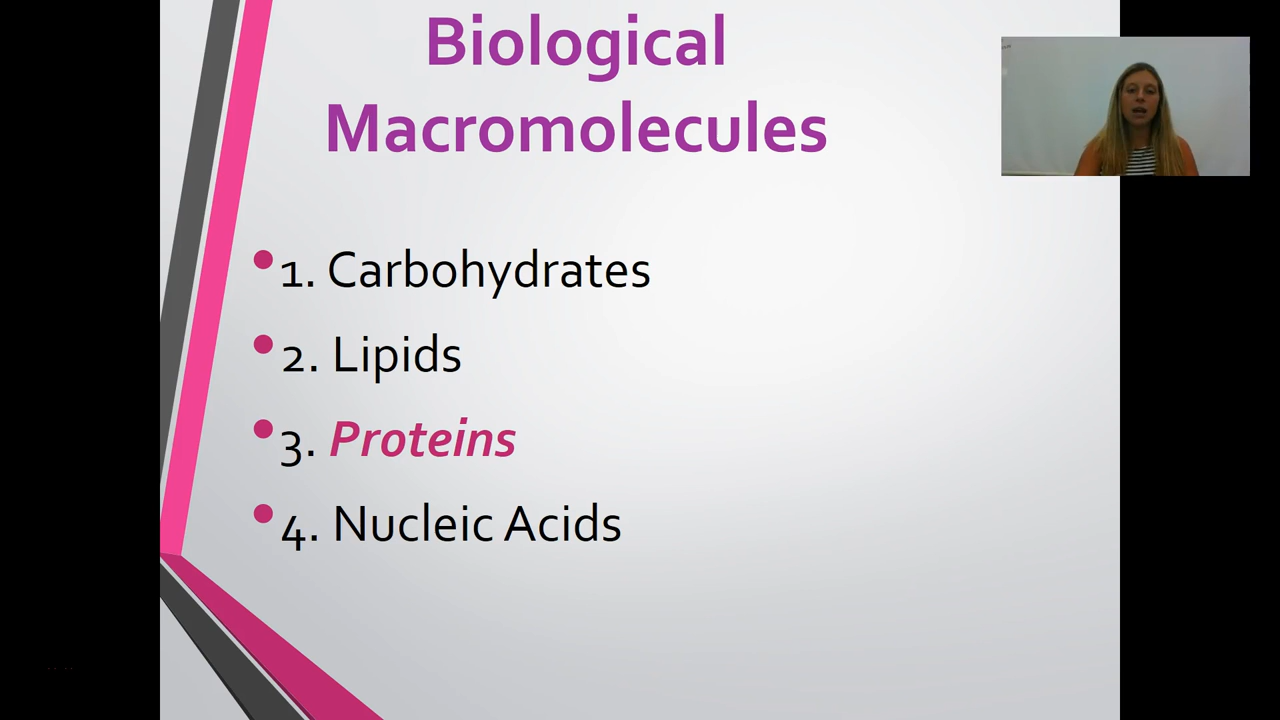 Biological
Macromolecules
• 1. Carbohydrates
• 2. Lipids
• 3. Proteins
• 4. Nucleic Acids